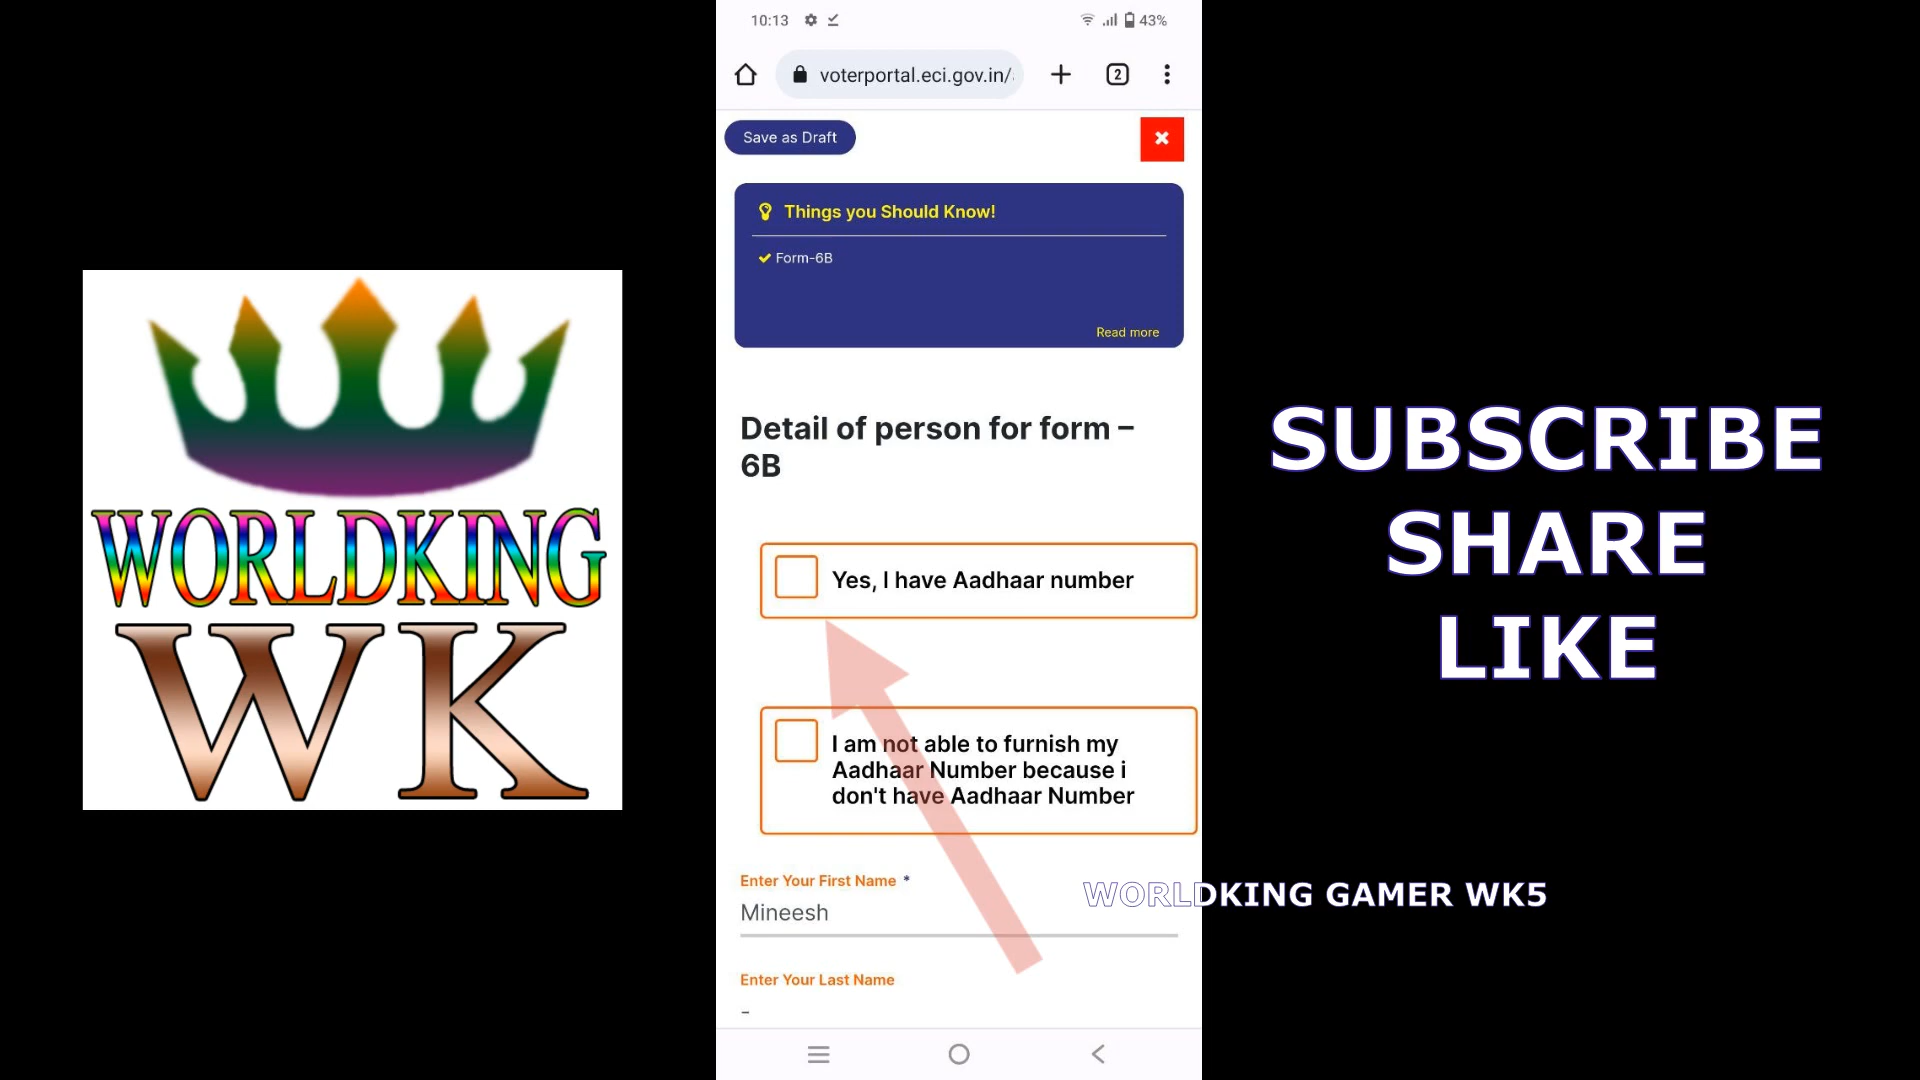 WORLDKING
WK
10:13
43%
voterportal.eci.gov.in/
2
Save as Draft
Things you Should Know!
Form-6B
Read more
Detail of person for form –
6B
Yes, I have Aadhaar number
I am not able to furnish my
Aadhaar Number because i
don't have Aadhaar Number
Enter Your First Name *
Mineesh
Enter Your Last Name
-
SUBSCRIBE
SHARE
LIKE
WORLDKING GAMER WK5